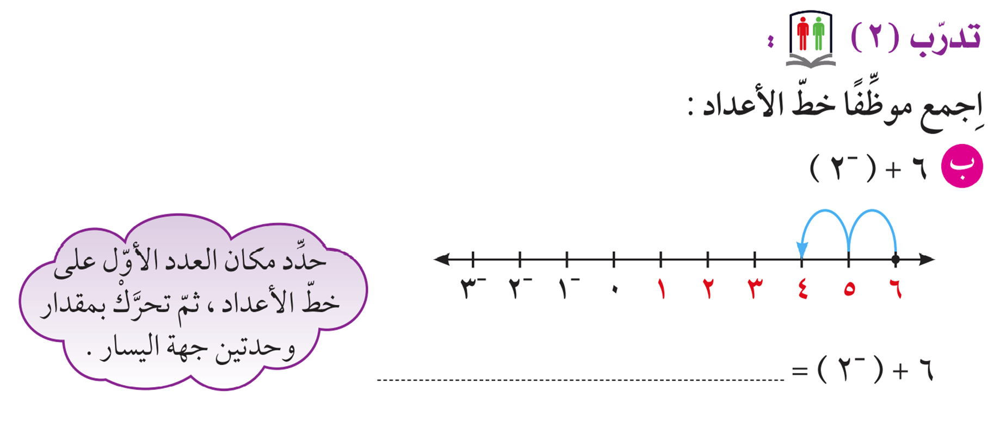 تدرّب (٢) :
اِجمع موظِّفًا خطّ الأعداد :
ب ٦ + ( ⁻٢ )
⁻٣ ⁻٢ ⁻١ ٠ ١ ٢ ٣ ٤ ٥ ٦
حدِّد مكان العدد الأوّل على
خطّ الأعداد ، ثمّ تحرَّكْ بمقدار
وحدتين جهة اليسار .
٦ + ( ⁻٢ ) =